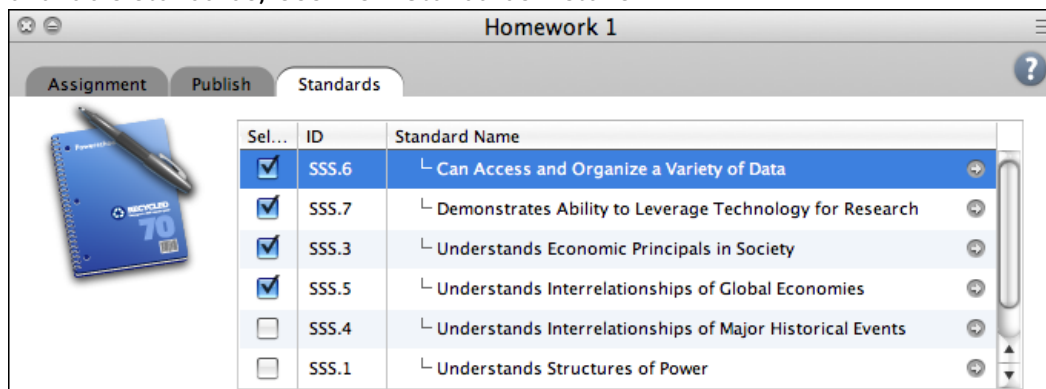 Homework 1
Assignment Publish Standards
?
Sel... ID Standard Name
SSS.6 Can Access and Organize a Variety of Data
SSS.7 Demonstrates Ability to Leverage Technology for Research
SSS.3 Understands Economic Principals in Society
SSS.5 Understands Interrelationships of Global Economies
SSS.4 Understands Interrelationships of Major Historical Events
SSS.1 Understands Structures of Power
RECYCLED
70